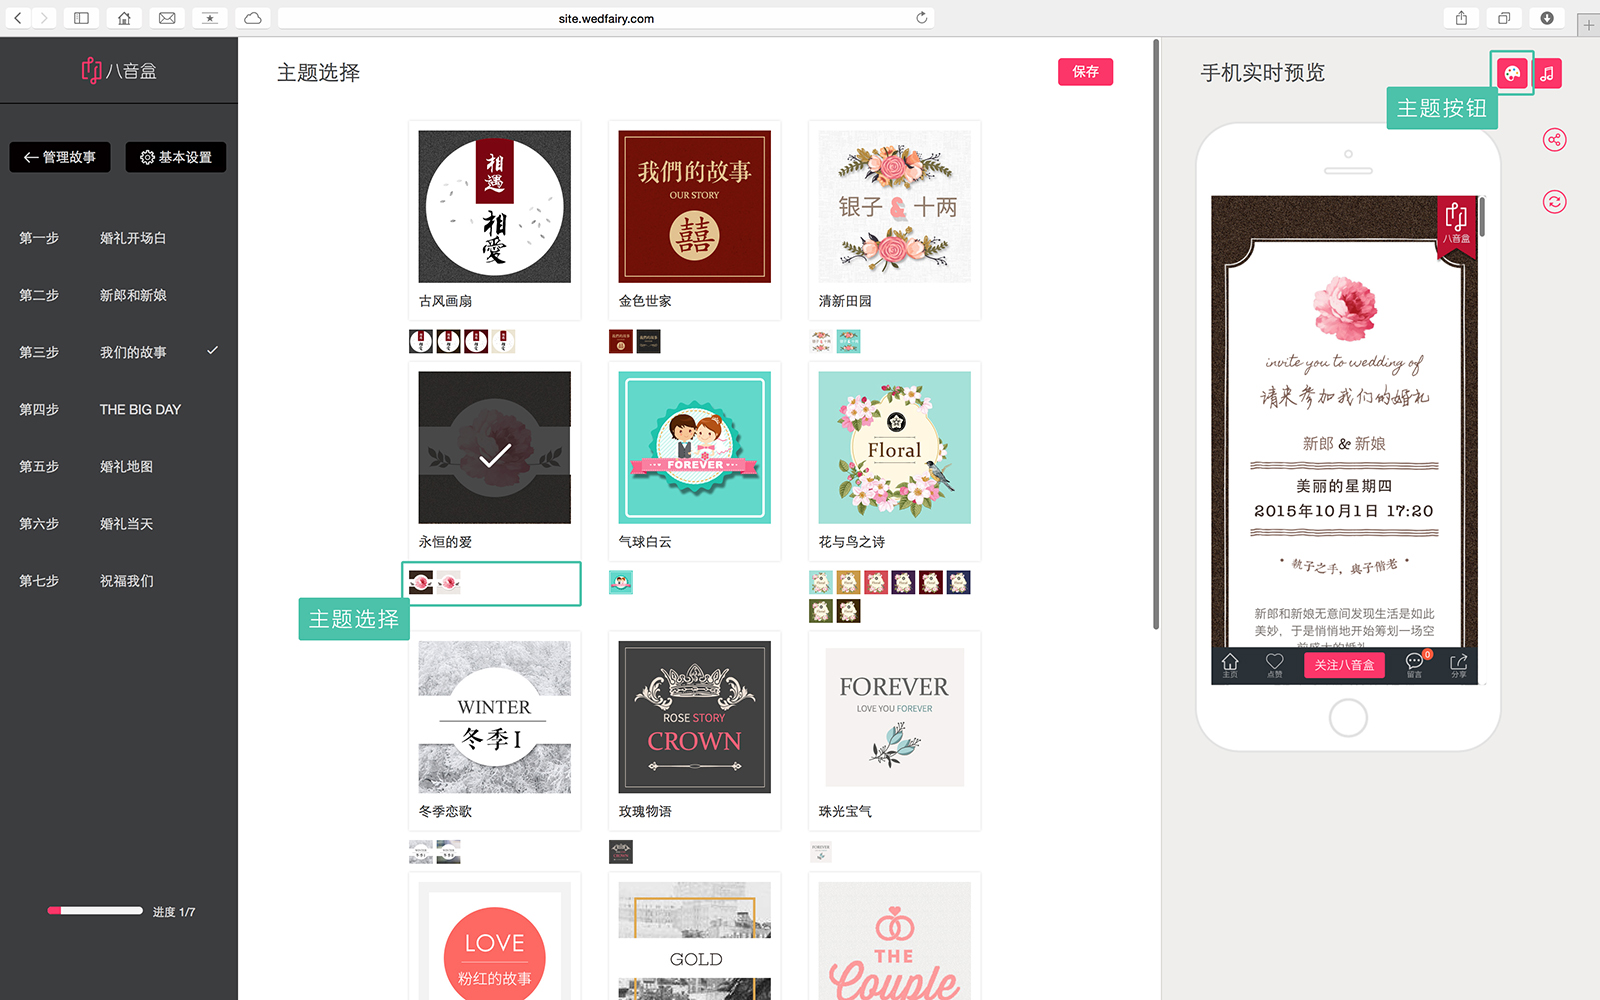 site.wedfairy.com
八音盒
管理故事
基本设置
第一步 婚礼开场白
第二步 新郎和新娘
第三步 我们的故事
第四步 THE BIG DAY
第五步 婚礼地图
第六步 婚礼当天
第七步 祝福我们
进度 1/7
主题选择
保存
相遇
相愛
古风画扇
我們的故事
OUR STORY
囍
金色世家
银子 & 十两
清新田园
永恒的爱
FOREVER
气球白云
Floral
花与鸟之诗
主题选择
WINTER
冬季I
冬季恋歌
ROSE STORY
CROWN
玫瑰物语
FOREVER
LOVE YOU FOREVER
珠光宝气
LOVE
粉红的故事
GOLD
THE
Couple
手机实时预览
主题按钮
八音盒
invite you to wedding of
请来参加我们的婚礼
新郎 & 新娘
美丽的星期四
2015年10月1日 17:20
执子之手，与子偕老
新郎和新娘无意间发现生活是如此
美妙，于是悄悄地开始筹划一场空
前盛大的婚礼
主页
点赞
关注八音盒
0
留言
分享